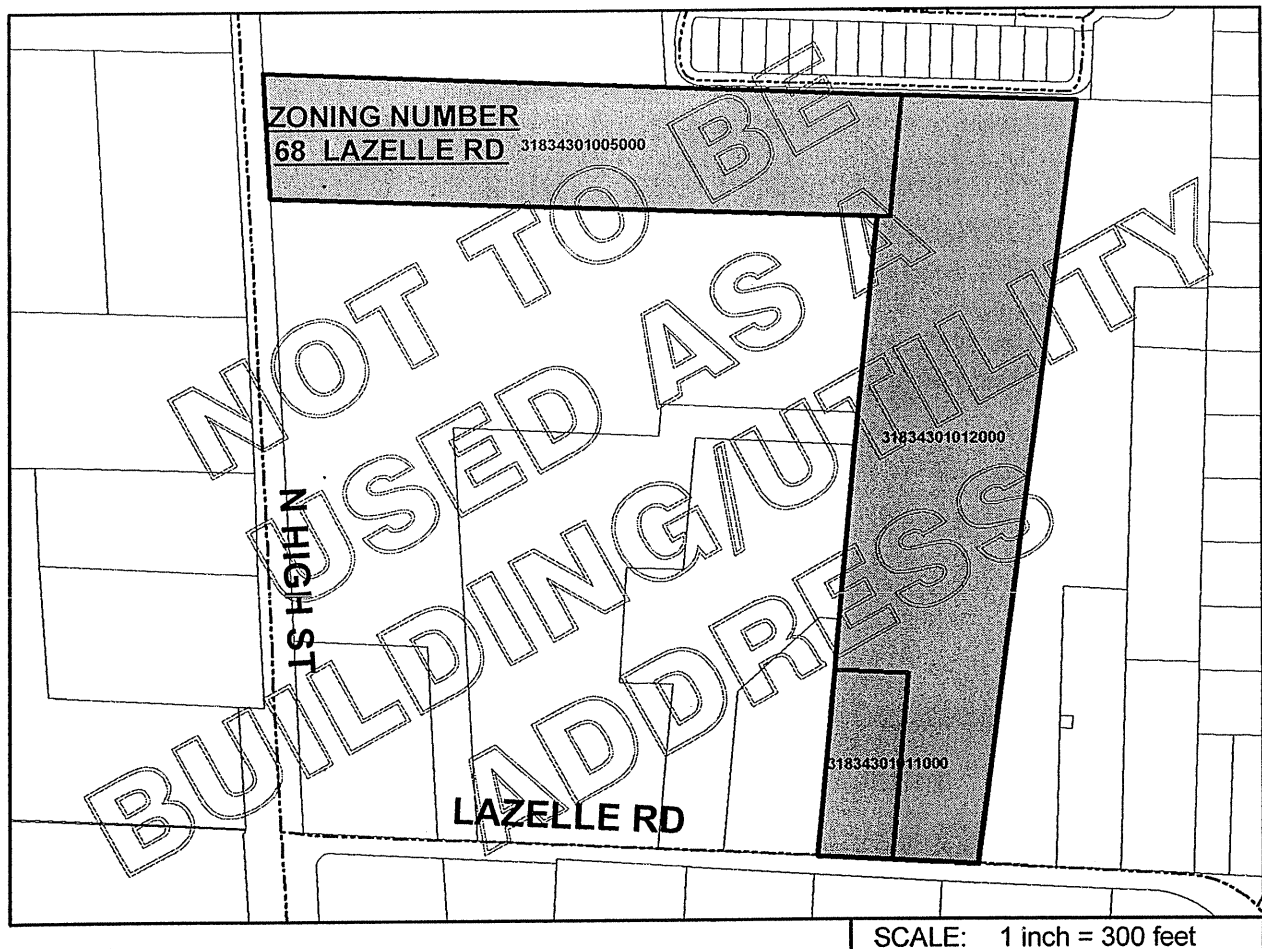 ZONING NUMBER
68 LAZELLE RD
31834301005000
NOT TO BE
USED AS A
BUILDING/UTILITY
ADDRESS
31834301012000
N HIGH ST
31834301011000
LAZELLE RD
SCALE: 1 inch = 300 feet